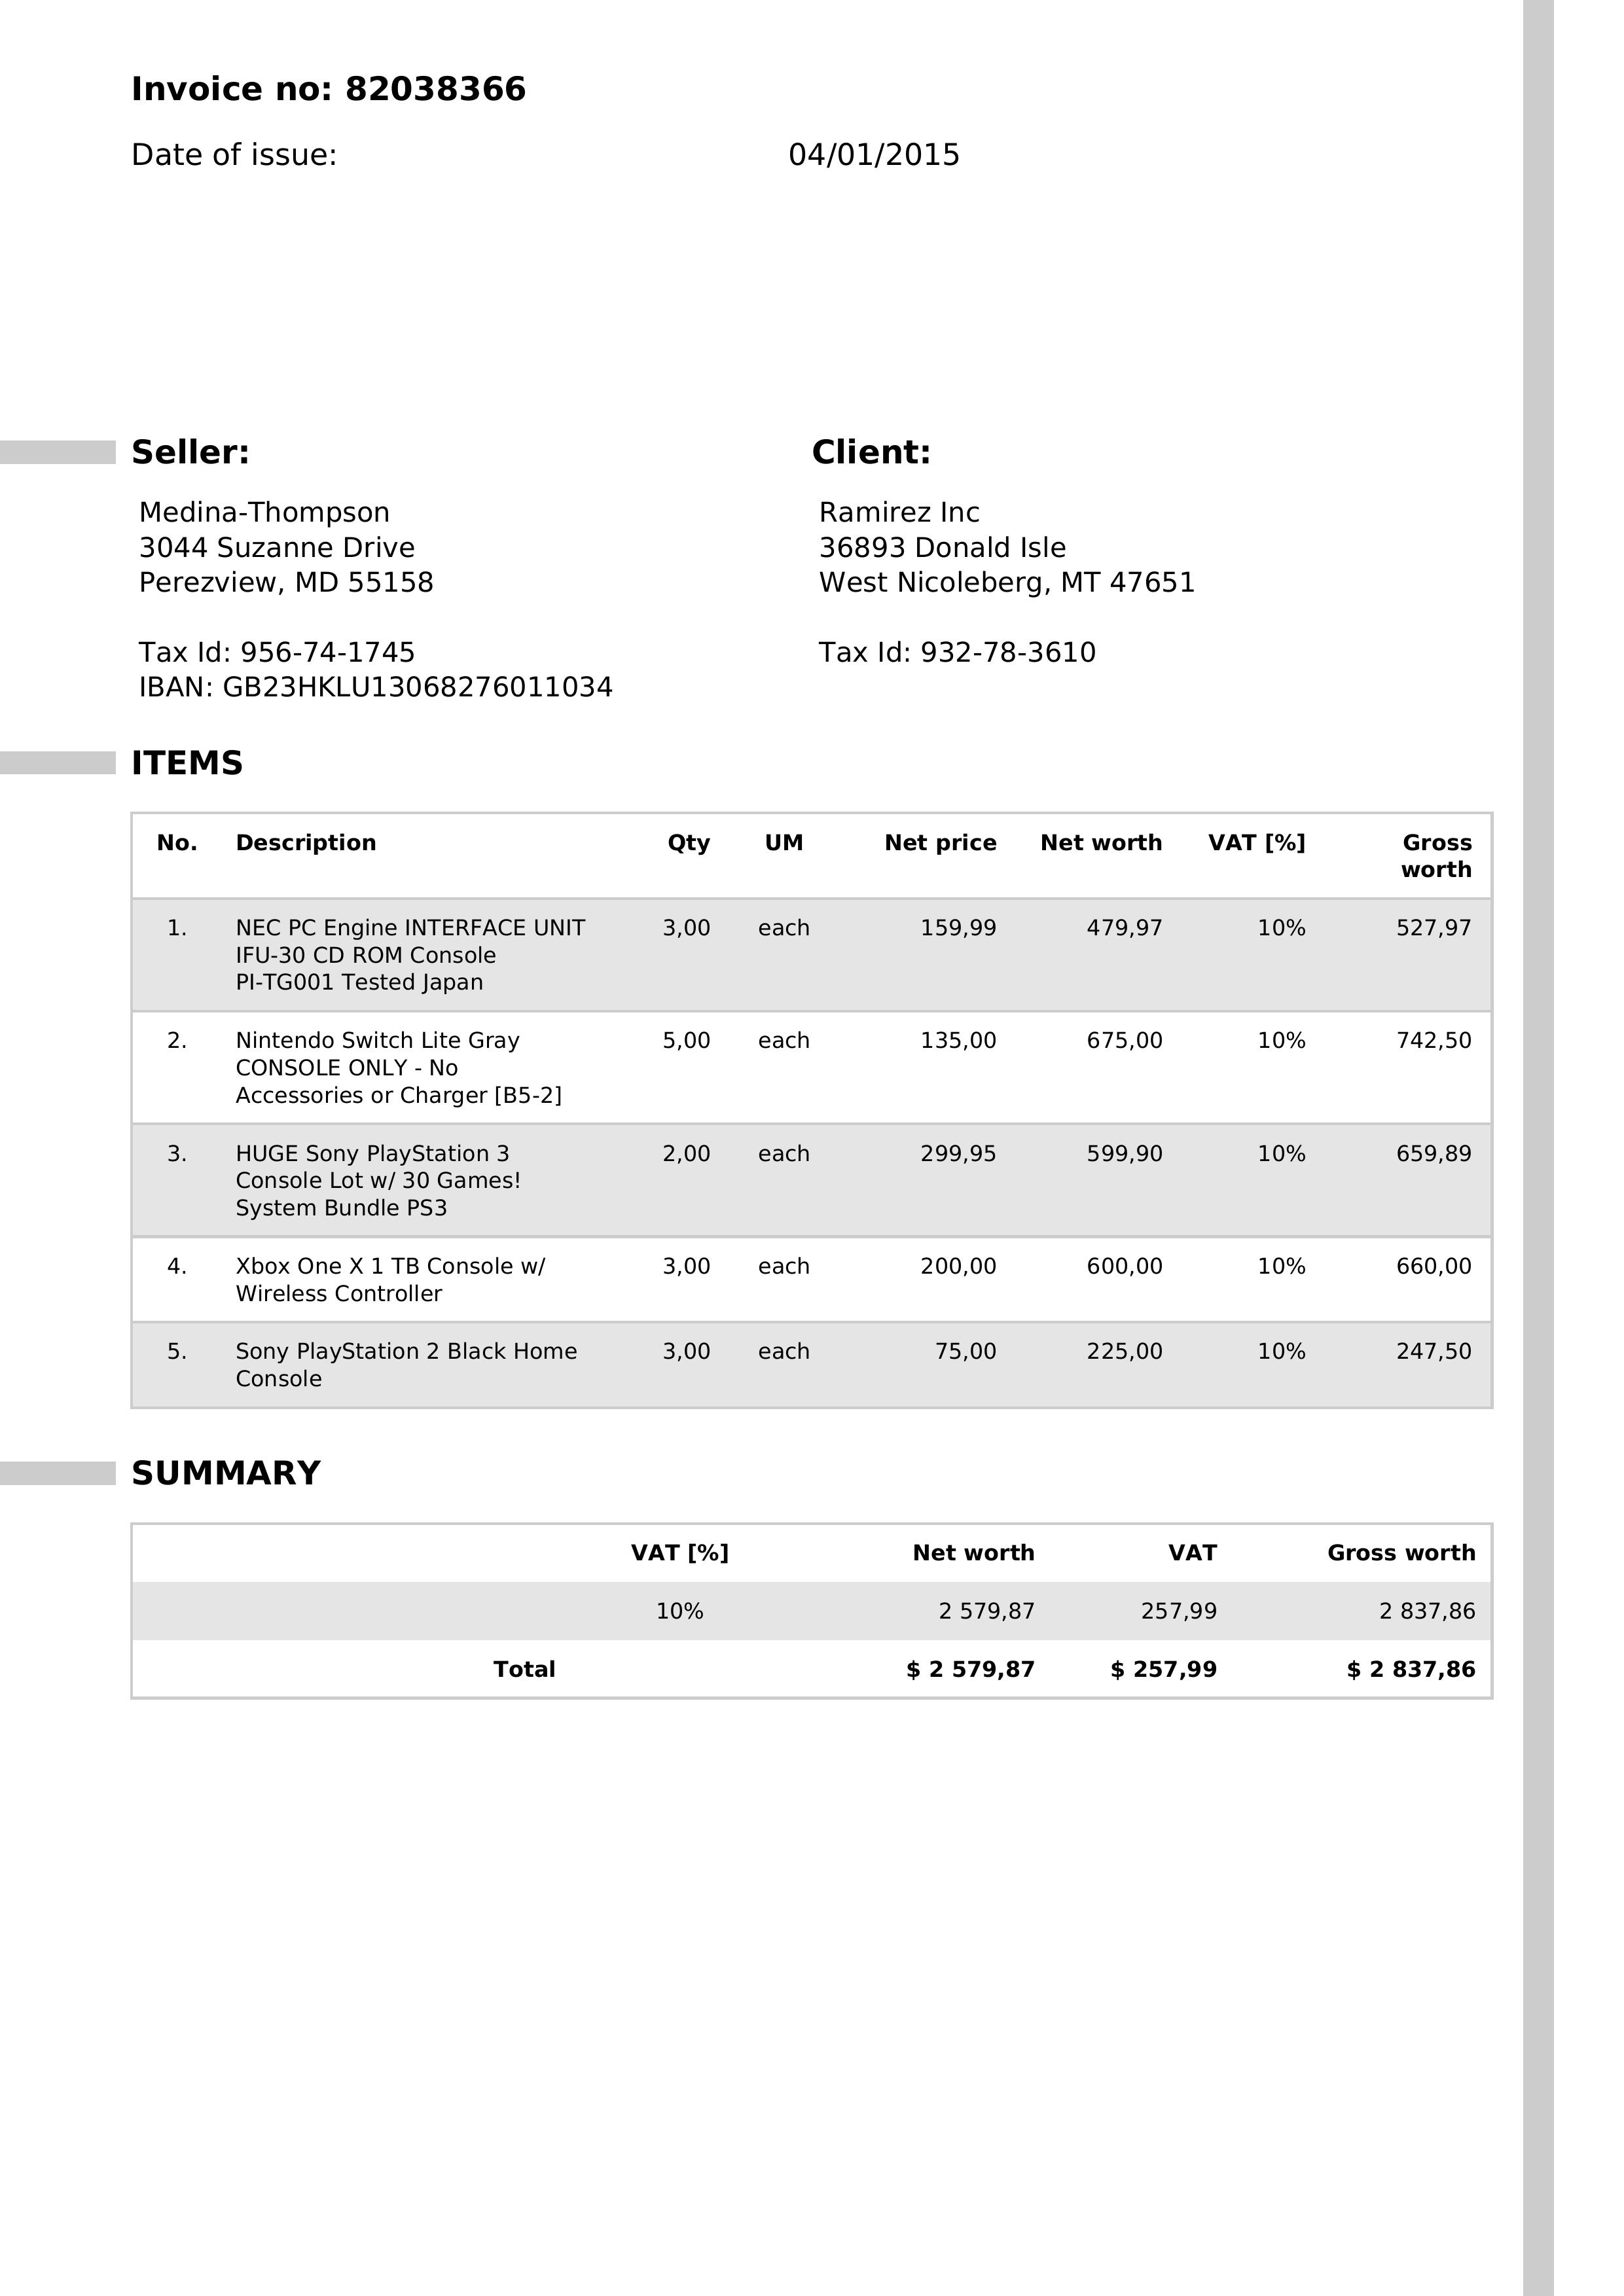 Invoice no: 82038366
Date of issue: 04/01/2015
Seller:
Medina-Thompson
3044 Suzanne Drive
Perezview, MD 55158
Tax Id: 956-74-1745
IBAN: GB23HKLU13068276011034
Client:
Ramirez Inc
36893 Donald Isle
West Nicoleberg, MT 47651
Tax Id: 932-78-3610
ITEMS
No. Description Qty UM Net price Net worth VAT [%] Gross
worth
1. NEC PC Engine INTERFACE UNIT 3,00 each 159,99 479,97 10% 527,97
IFU-30 CD ROM Console
PI-TG001 Tested Japan
2. Nintendo Switch Lite Gray 5,00 each 135,00 675,00 10% 742,50
CONSOLE ONLY - No
Accessories or Charger [B5-2]
3. HUGE Sony PlayStation 3 2,00 each 299,95 599,90 10% 659,89
Console Lot w/ 30 Games!
System Bundle PS3
4. Xbox One X 1 TB Console w/ 3,00 each 200,00 600,00 10% 660,00
Wireless Controller
5. Sony PlayStation 2 Black Home 3,00 each 75,00 225,00 10% 247,50
Console
SUMMARY
VAT [%] Net worth VAT Gross worth
10% 2 579,87 257,99 2 837,86
Total $ 2 579,87 $ 257,99 $ 2 837,86